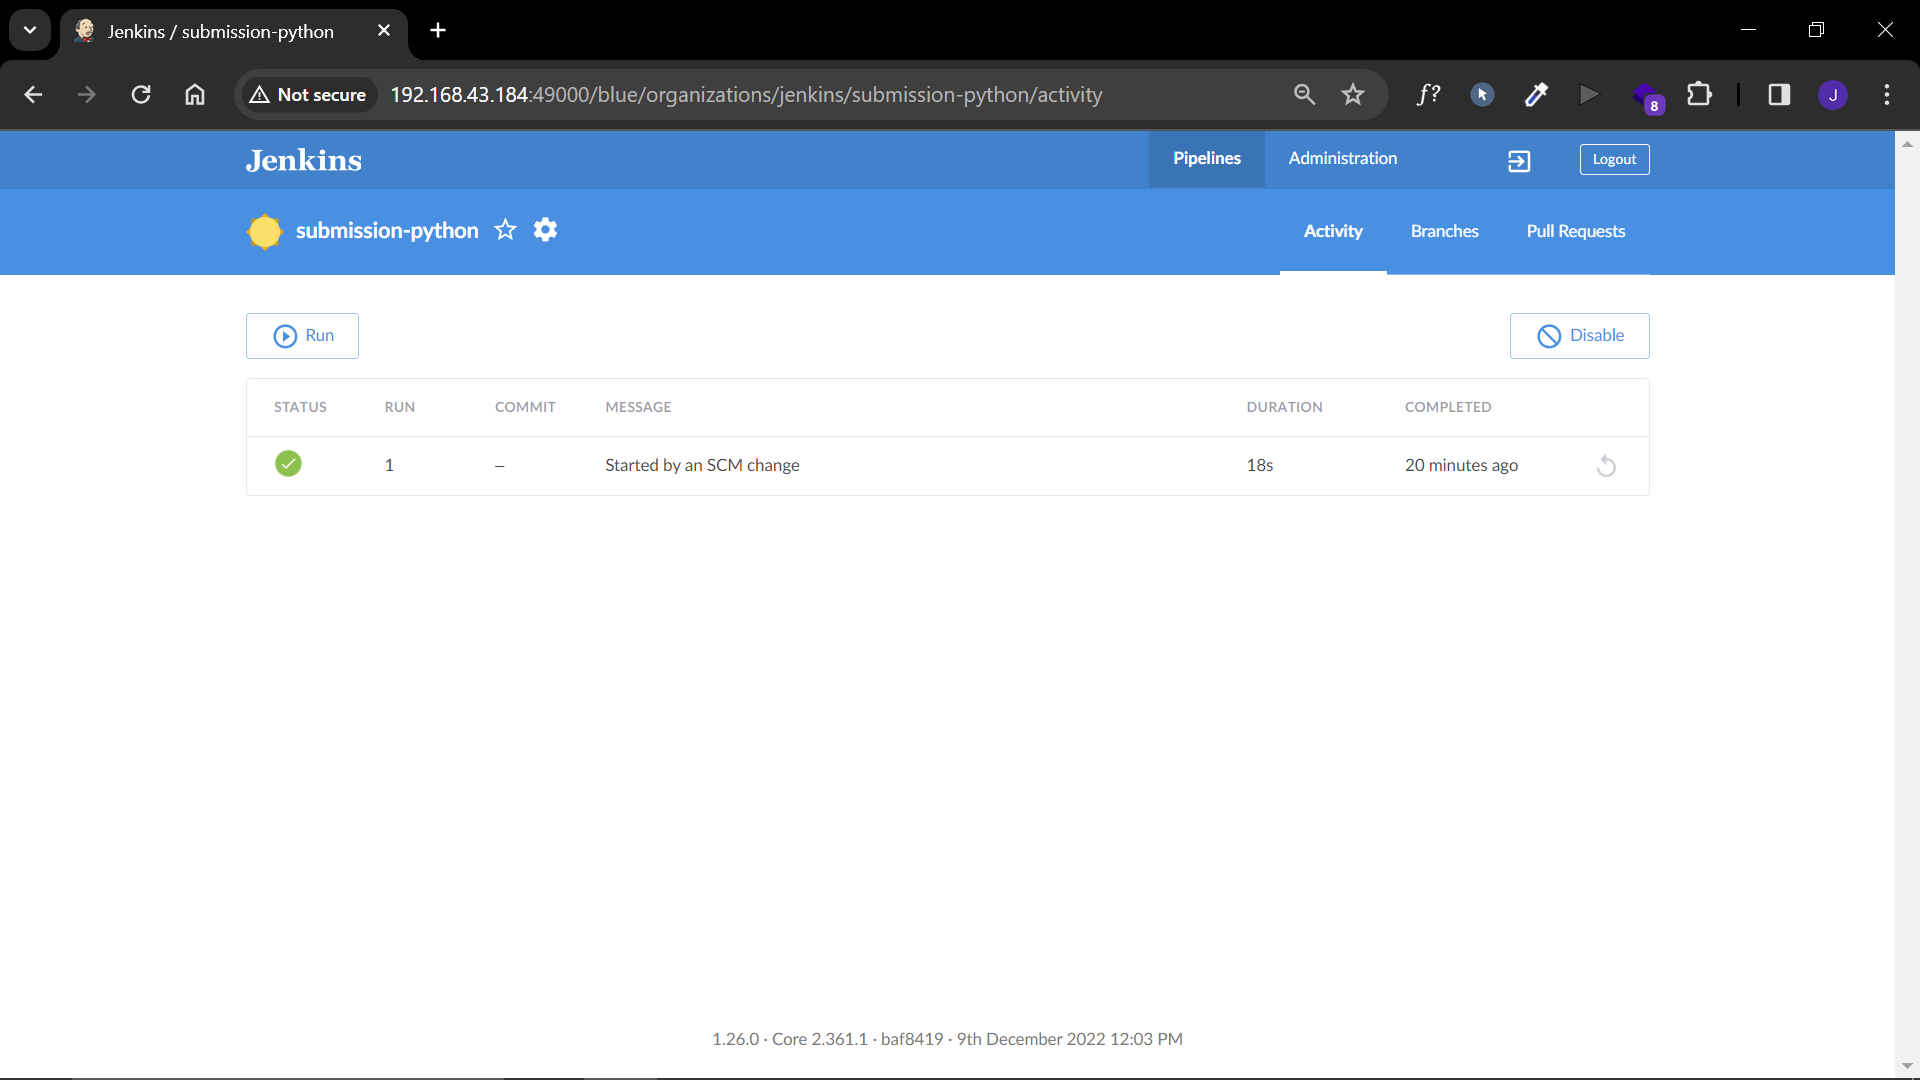 Jenkins / submission-python
Not secure 192.168.43.184:49000/blue/organizations/jenkins/submission-python/activity f? 8 J
Jenkins Pipelines Administration Logout
submission-python Activity Branches Pull Requests
Run Disable
STATUS RUN COMMIT MESSAGE DURATION COMPLETED
1 – Started by an SCM change 18s 20 minutes ago
1.26.0 · Core 2.361.1 · baf8419 · 9th December 2022 12:03 PM